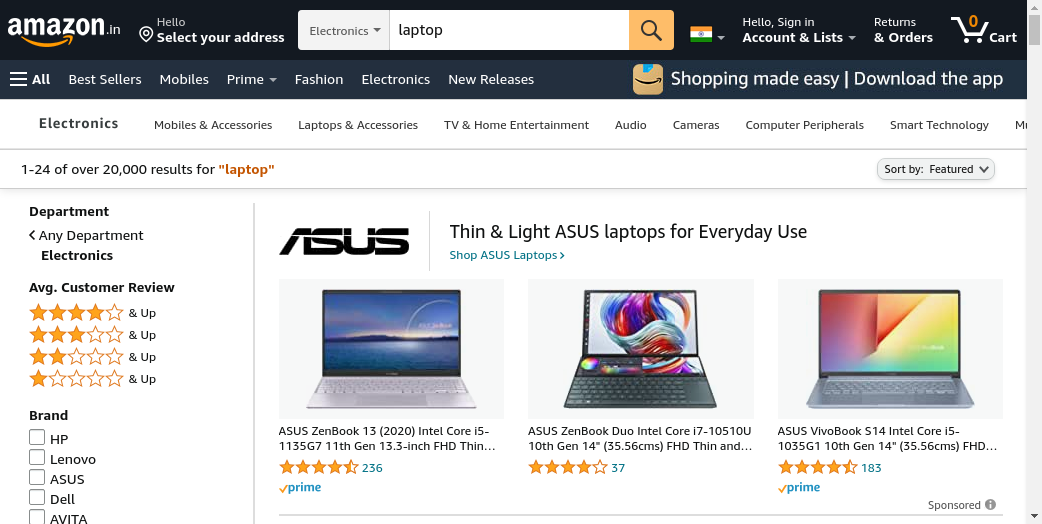 amazon.in
Hello
Select your address
Electronics
laptop
Hello, Sign in
Account & Lists
Returns
& Orders
0
Cart
All
Best Sellers
Mobiles
Prime
Fashion
Electronics
New Releases
Shopping made easy | Download the app
Electronics
Mobiles & Accessories
Laptops & Accessories
TV & Home Entertainment
Audio
Cameras
Computer Peripherals
Smart Technology
1-24 of over 20,000 results for "laptop"
Sort by: Featured
Department
Any Department
Electronics
Avg. Customer Review
& Up
& Up
& Up
& Up
Brand
HP
Lenovo
ASUS
Dell
AVITA
ASUS
Thin & Light ASUS laptops for Everyday Use
Shop ASUS Laptops
ASUS ZenBook 13 (2020) Intel Core i5-
1135G7 11th Gen 13.3-inch FHD Thin...
236
prime
ASUS ZenBook Duo Intel Core i7-10510U
10th Gen 14" (35.56cms) FHD Thin and...
37
ASUS VivoBook S14 Intel Core i5-
1035G1 10th Gen 14" (35.56cms) FHD...
183
prime
Sponsored